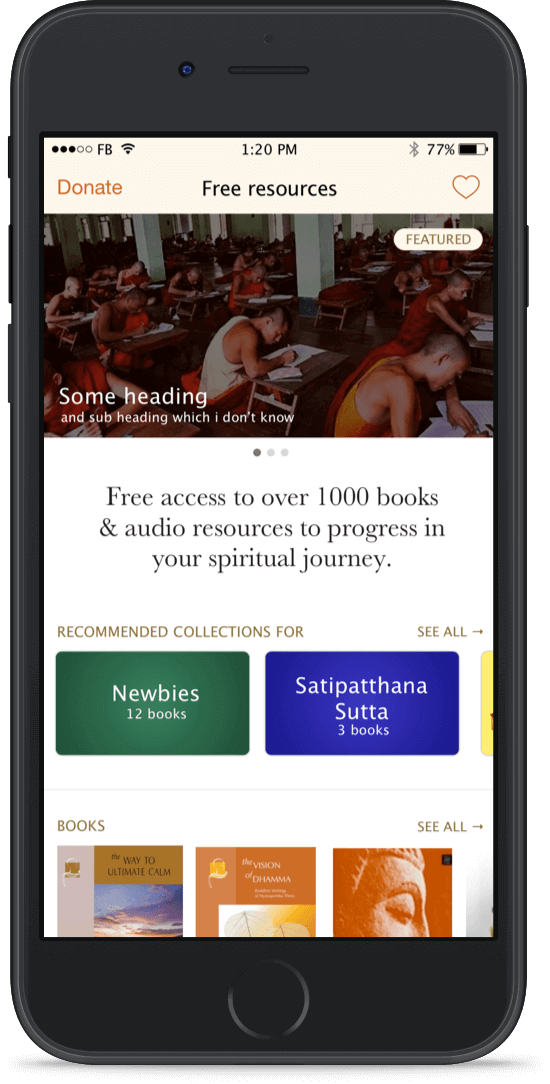 FB 1:20 PM 77%
Donate Free resources
FEATURED
Some heading
and sub heading which i don't know
Free access to over 1000 books
& audio resources to progress in
your spiritual journey.
RECOMMENDED COLLECTIONS FOR SEE ALL →
Newbies
12 books
Satipatthana
Sutta
3 books
BOOKS SEE ALL →
the WAY TO
ULTIMATE CALM
the VISION
of DHAMMA
Buddhist Writings
of Nyanaponika Thera